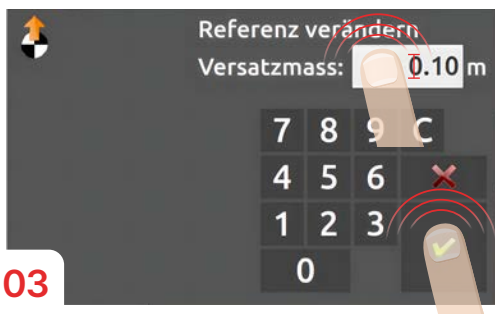 Referenz verändern
Versatzmass: 0.10 m
7 8 9 C
4 5 6
1 2 3
0
03